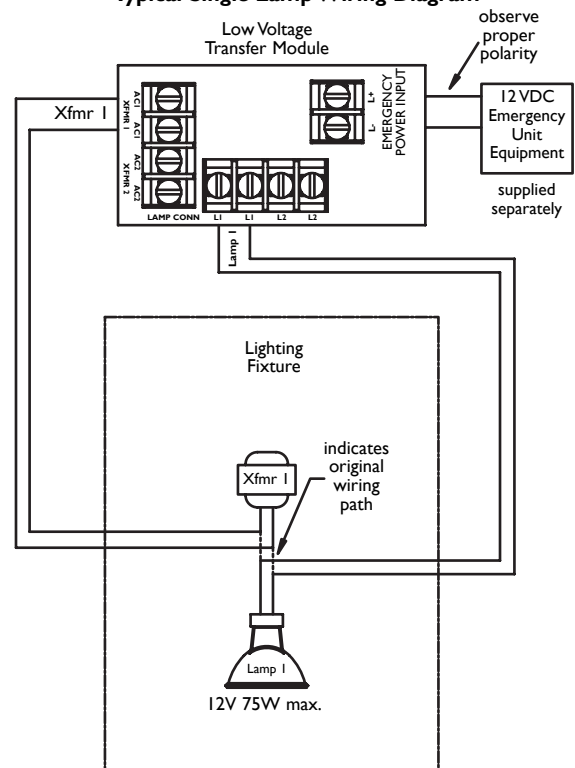 Typical Single Lamp Wiring Diagram
Low Voltage
Transfer Module
observe
proper
polarity
Xfmr 1
AC1
AC1
AC2
AC2
XFMR 1
XFMR 2
LAMP CONN
L1
L1
L2
L2
L+
L-
EMERGENCY
POWER INPUT
12 VDC
Emergency
Unit
Equipment
supplied
separately
Lamp 1
Lighting
Fixture
indicates
original
wiring
path
Xfmr 1
Lamp 1
12V 75W max.